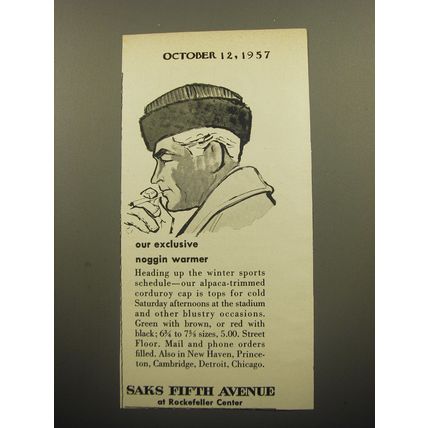 OCTOBER 12, 1957
our exclusive
noggin warmer
Heading up the winter sports
schedule—our alpaca-trimmed
corduroy cap is tops for cold
Saturday afternoons at the stadium
and other blustry occasions.
Green with brown, or red with
black; 6¾ to 7⅝ sizes, 5.00. Street
Floor. Mail and phone orders
filled. Also in New Haven, Prince-
ton, Cambridge, Detroit, Chicago.
SAKS FIFTH AVENUE
at Rockefeller Center